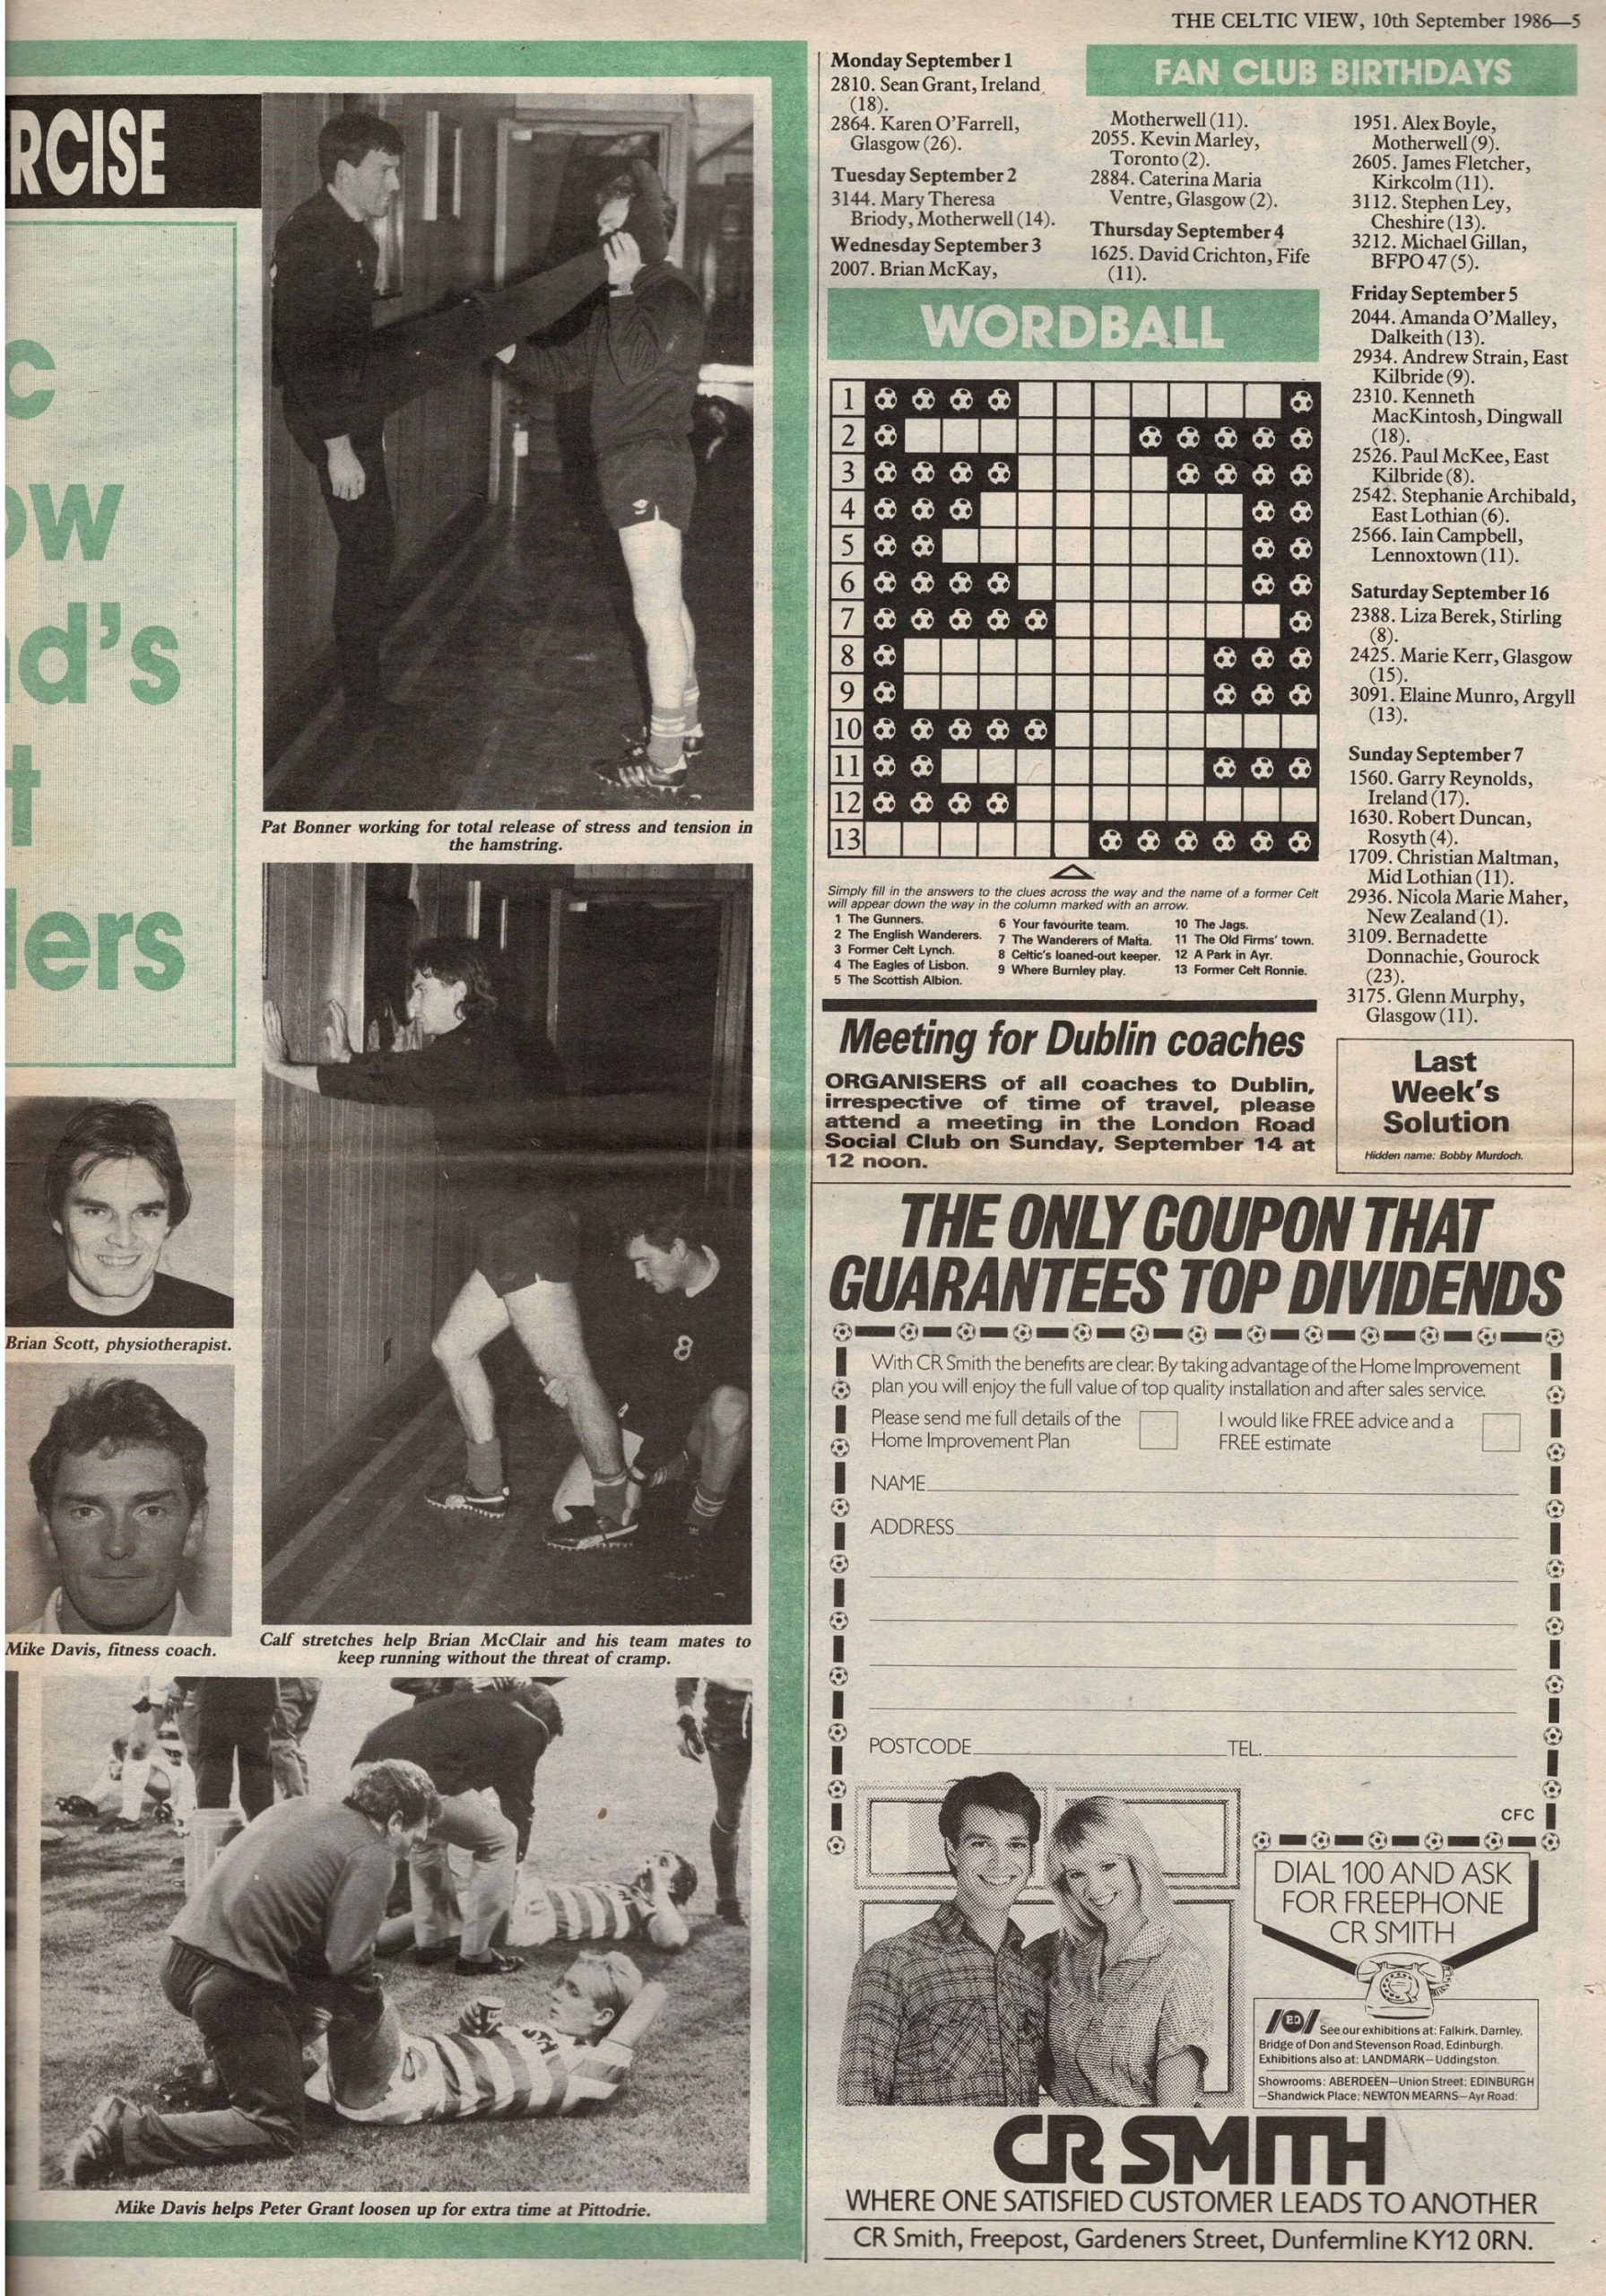 THE CELTIC VIEW, 10th September 1986—5
RCISE
c
ow
d's
t
ers
Pat Bonner working for total release of stress and tension in
the hamstring.
Brian Scott, physiotherapist.
Mike Davis, fitness coach.
8
Calf stretches help Brian McClair and his team mates to
keep running without the threat of cramp.
Mike Davis helps Peter Grant loosen up for extra time at Pittodrie.
FAN CLUB BIRTHDAYS
Monday September 1
2810. Sean Grant, Ireland
(18).
2864. Karen O'Farrell,
Glasgow (26).
Tuesday September 2
3144. Mary Theresa
Briody, Motherwell (14).
Wednesday September 3
2007. Brian McKay,
Motherwell (11).
2055. Kevin Marley,
Toronto (2).
2884. Caterina Maria
Ventre, Glasgow (2).
Thursday September 4
1625. David Crichton, Fife
(11).
1951. Alex Boyle,
Motherwell (9).
2605. James Fletcher,
Kirkcolm (11).
3112. Stephen Ley,
Cheshire (13).
3212. Michael Gillan,
BFPO 47 (5).
Friday September 5
2044. Amanda O'Malley,
Dalkeith (13).
2934. Andrew Strain, East
Kilbride (9).
2310. Kenneth
MacKintosh, Dingwall
(18).
2526. Paul McKee, East
Kilbride (8).
2542. Stephanie Archibald,
East Lothian (6).
2566. Iain Campbell,
Lennoxtown (11).
Saturday September 16
2388. Liza Berek, Stirling
(8).
2425. Marie Kerr, Glasgow
(15).
3091. Elaine Munro, Argyll
(13).
Sunday September 7
1560. Garry Reynolds,
Ireland (17).
1630. Robert Duncan,
Rosyth (4).
1709. Christian Maltman,
Mid Lothian (11).
2936. Nicola Marie Maher,
New Zealand (1).
3109. Bernadette
Donnachie, Gourock
(23).
3175. Glenn Murphy,
Glasgow (11).
WORDBALL
1
2
3
4
5
6
7
8
9
10
11
12
13
Simply fill in the answers to the clues across the way and the name of a former Celt
will appear down the way in the column marked with an arrow.
1 The Gunners.
2 The English Wanderers.
3 Former Celt Lynch.
4 The Eagles of Lisbon.
5 The Scottish Albion.
6 Your favourite team.
7 The Wanderers of Malta.
8 Celtic's loaned-out keeper.
9 Where Burnley play.
10 The Jags.
11 The Old Firms' town.
12 A Park in Ayr.
13 Former Celt Ronnie.
Meeting for Dublin coaches
ORGANISERS of all coaches to Dublin,
irrespective of time of travel, please
attend a meeting in the London Road
Social Club on Sunday, September 14 at
12 noon.
Last
Week's
Solution
Hidden name: Bobby Murdoch.
THE ONLY COUPON THAT
GUARANTEES TOP DIVIDENDS
With CR Smith the benefits are clear. By taking advantage of the Home Improvement
plan you will enjoy the full value of top quality installation and after sales service.
Please send me full details of the
Home Improvement Plan
I would like FREE advice and a
FREE estimate
NAME
ADDRESS
POSTCODE
TEL.
CFC
DIAL 100 AND ASK
FOR FREEPHONE
CR SMITH
ED
See our exhibitions at: Falkirk, Darnley,
Bridge of Don and Stevenson Road, Edinburgh.
Exhibitions also at: LANDMARK—Uddingston.
Showrooms: ABERDEEN—Union Street; EDINBURGH
—Shandwick Place; NEWTON MEARNS—Ayr Road;
CR SMITH
WHERE ONE SATISFIED CUSTOMER LEADS TO ANOTHER
CR Smith, Freepost, Gardeners Street, Dunfermline KY12 0RN.